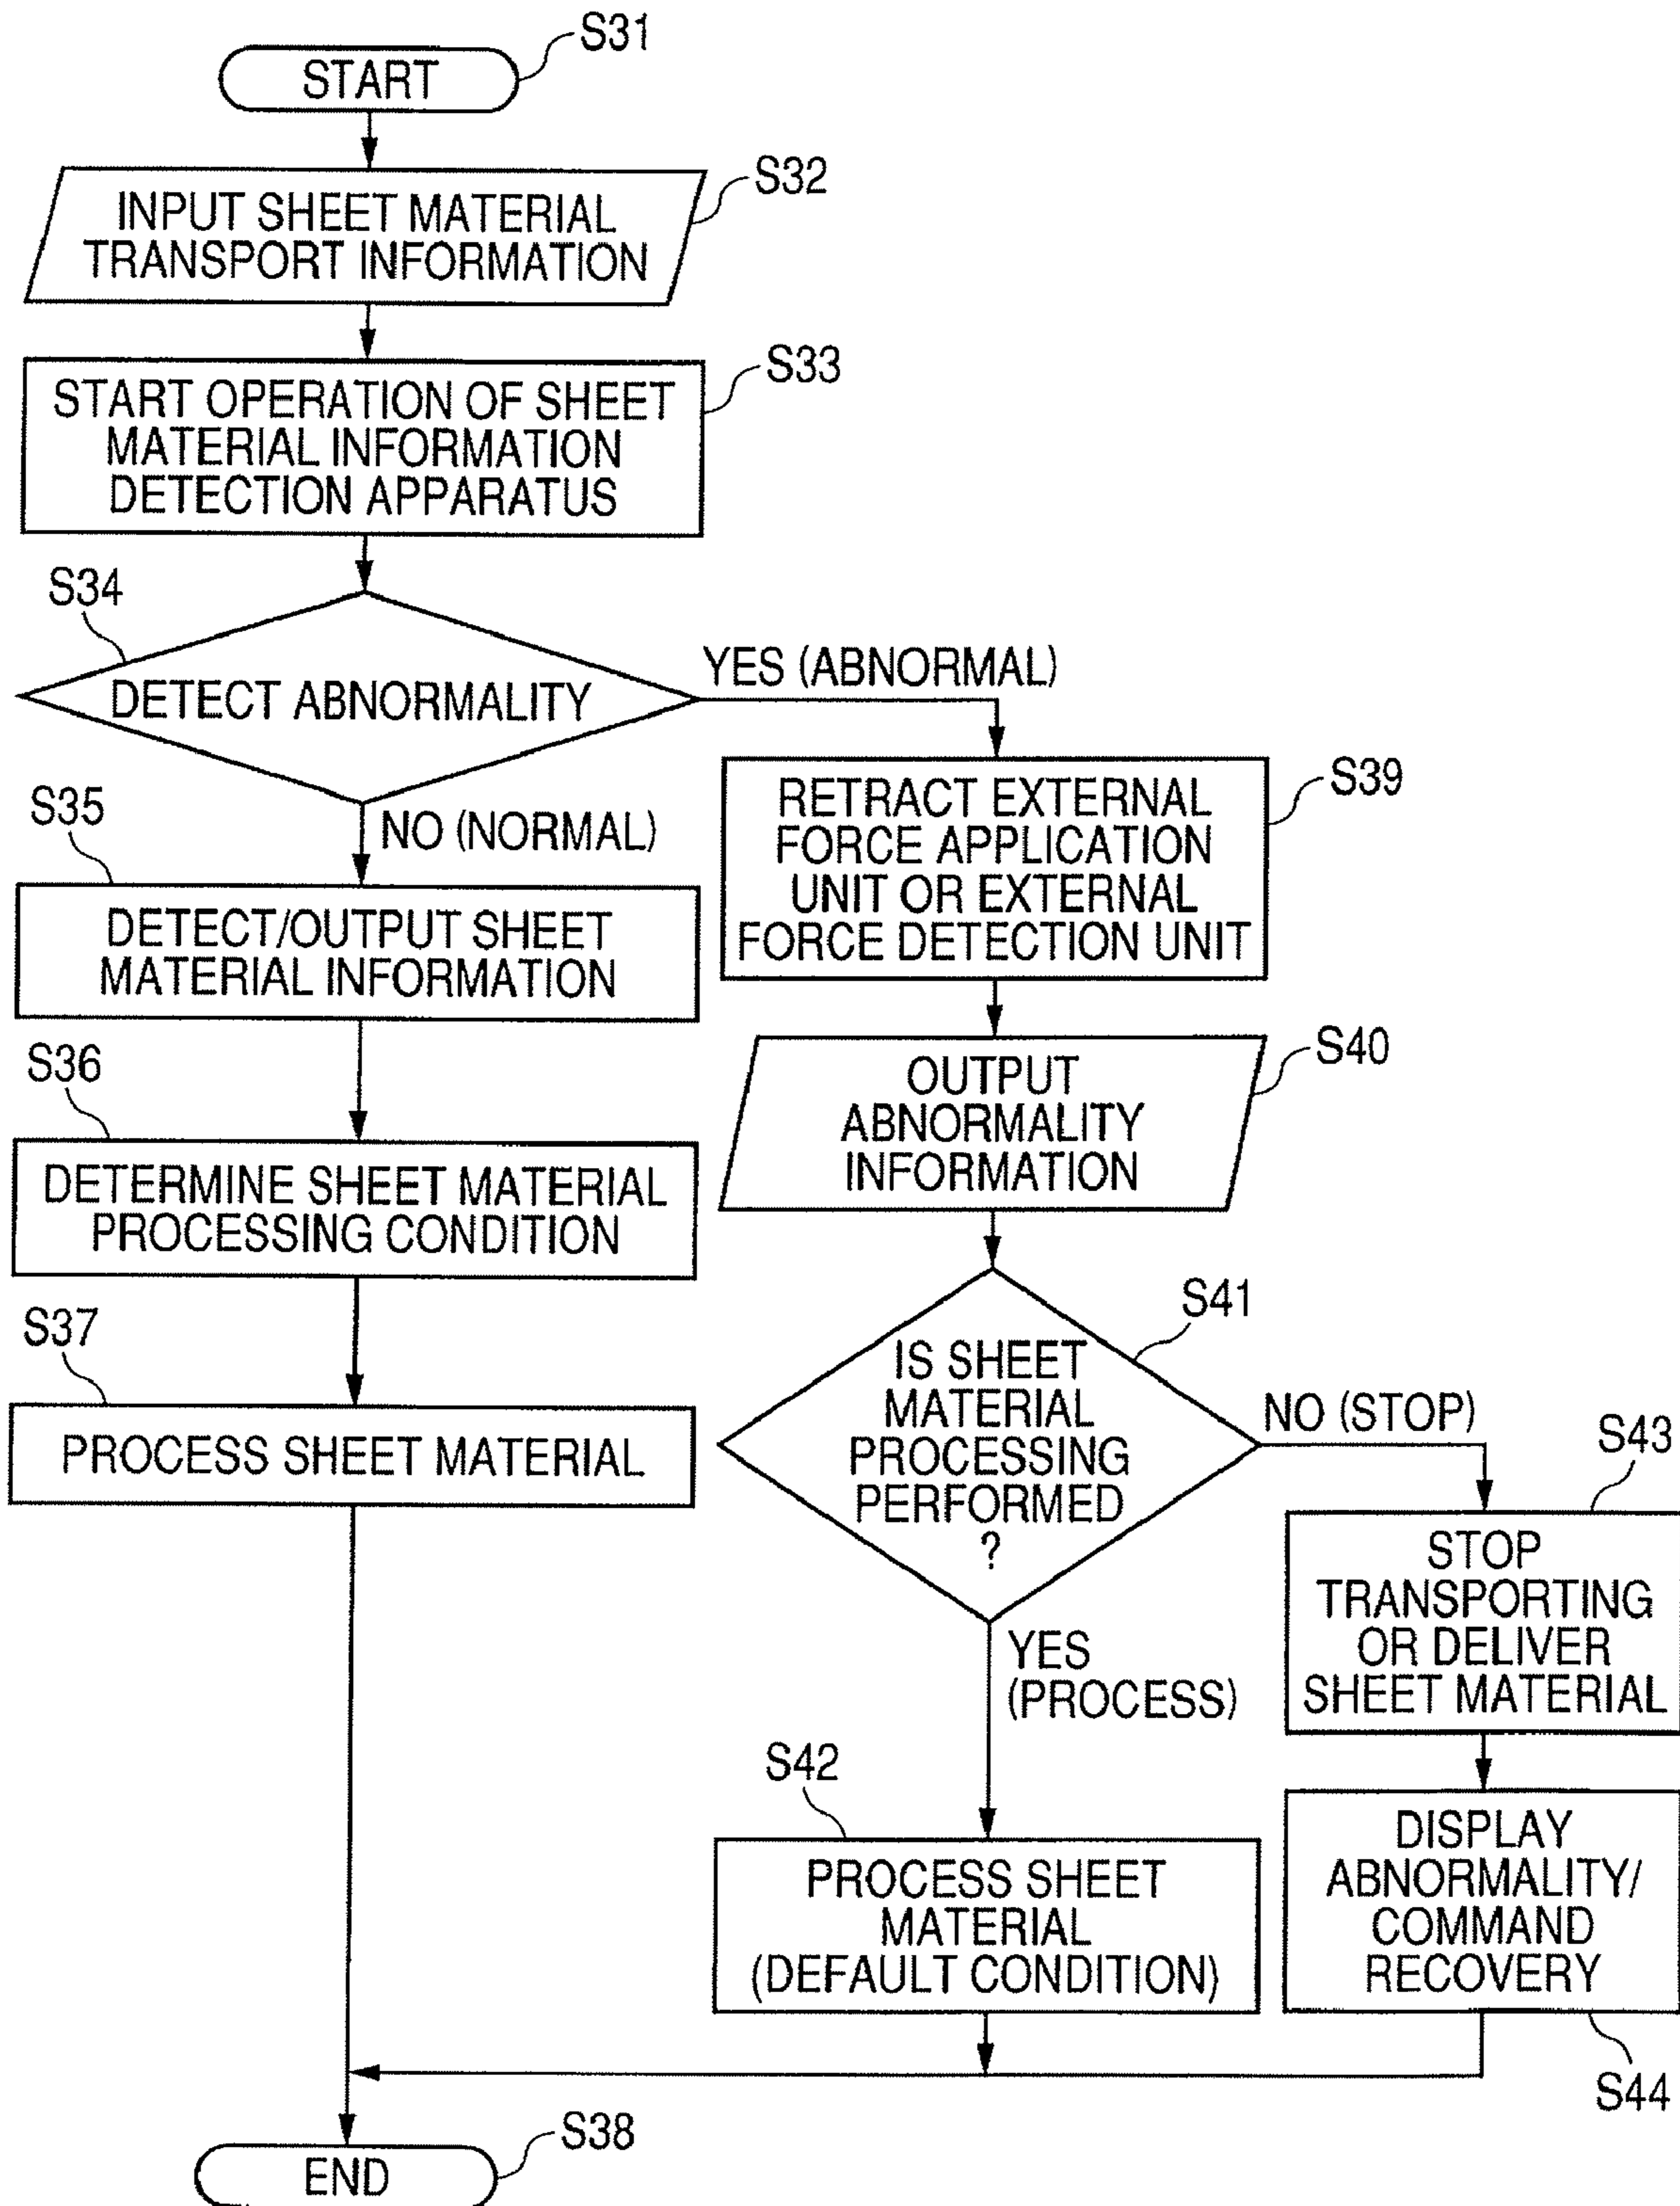 S31
START
S32
INPUT SHEET MATERIAL
TRANSPORT INFORMATION
S33
START OPERATION OF SHEET
MATERIAL INFORMATION
DETECTION APPARATUS
S34
DETECT ABNORMALITY
YES (ABNORMAL)
NO (NORMAL)
S35
DETECT/OUTPUT SHEET
MATERIAL INFORMATION
S36
DETERMINE SHEET MATERIAL
PROCESSING CONDITION
S37
PROCESS SHEET MATERIAL
S39
RETRACT EXTERNAL
FORCE APPLICATION
UNIT OR EXTERNAL
FORCE DETECTION UNIT
S40
OUTPUT
ABNORMALITY
INFORMATION
S41
IS SHEET
MATERIAL
PROCESSING
PERFORMED
?
NO (STOP)
YES
(PROCESS)
S42
PROCESS SHEET
MATERIAL
(DEFAULT CONDITION)
S43
STOP
TRANSPORTING
OR DELIVER
SHEET MATERIAL
DISPLAY
ABNORMALITY/
COMMAND
RECOVERY
S44
S38
END